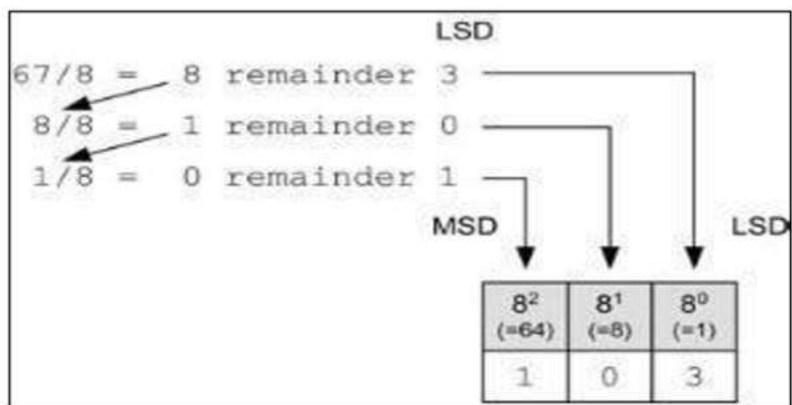 LSD
67/8 = 8 remainder 3
8/8 = 1 remainder 0
1/8 = 0 remainder 1
MSD LSD
8² 8¹ 8⁰
(=64) (=8) (=1)
1 0 3